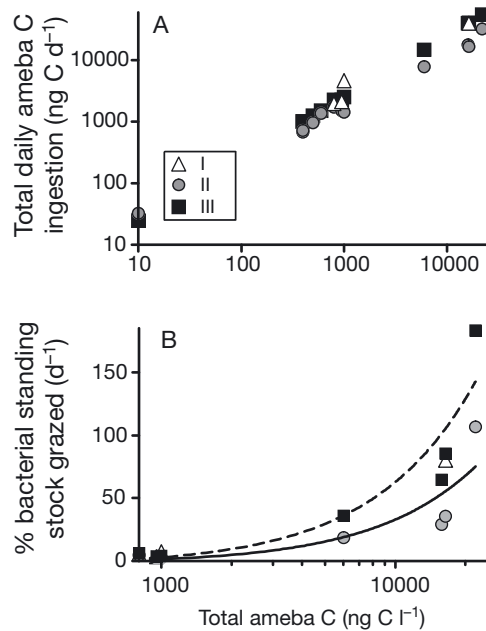 A
Total daily ameba C
ingestion (ng C d⁻¹)
10000
1000
100
10
I
II
III
10
100
1000
10000
B
% bacterial standing
stock grazed (d⁻¹)
150
100
50
0
1000
10000
Total ameba C (ng C l⁻¹)